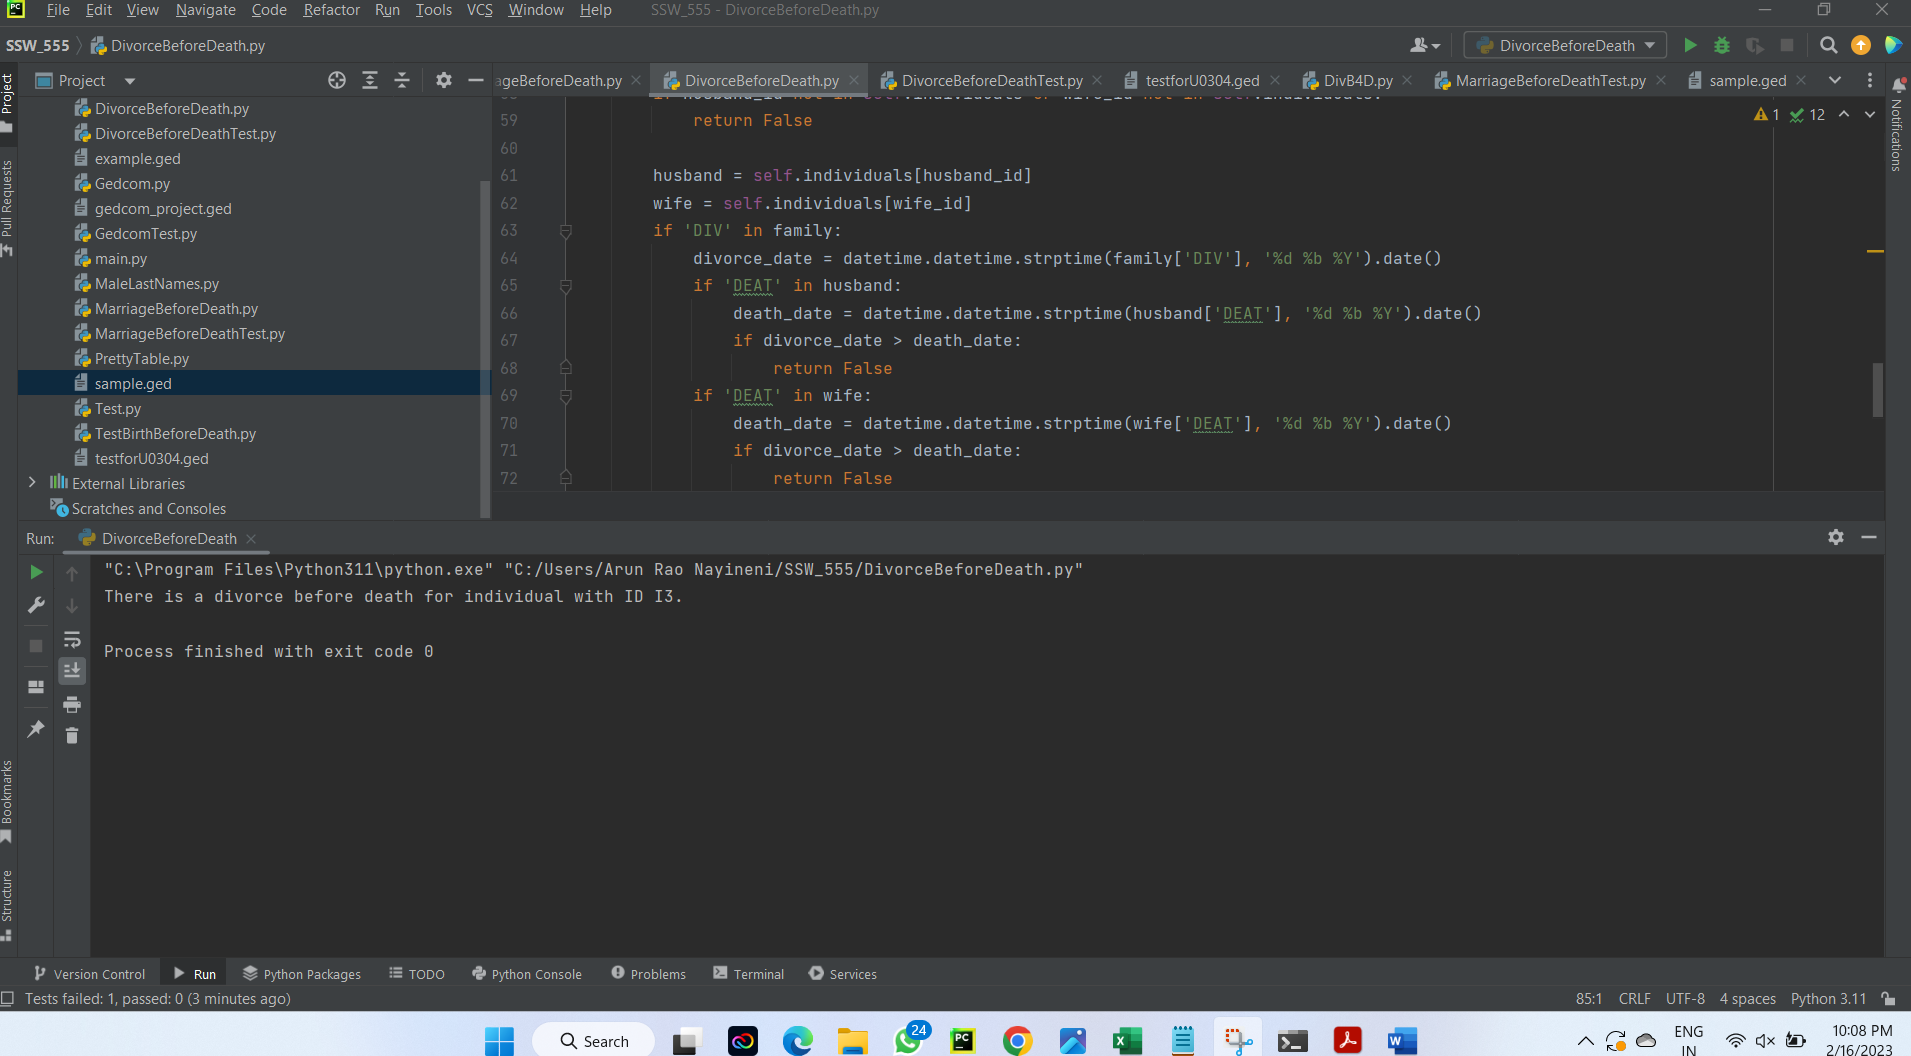 File Edit View Navigate Code Refactor Run Tools VCS Window Help SSW_555 - DivorceBeforeDeath.py
SSW_555 DivorceBeforeDeath.py DivorceBeforeDeath
Project ageBeforeDeath.py DivorceBeforeDeath.py DivorceBeforeDeathTest.py testforU0304.ged DivB4D.py MarriageBeforeDeathTest.py sample.ged
Project
Pull Requests
Bookmarks
Structure
Notifications
DivorceBeforeDeath.py
DivorceBeforeDeathTest.py
example.ged
Gedcom.py
gedcom_project.ged
GedcomTest.py
main.py
MaleLastNames.py
MarriageBeforeDeath.py
MarriageBeforeDeathTest.py
PrettyTable.py
sample.ged
Test.py
TestBirthBeforeDeath.py
testforU0304.ged
External Libraries
Scratches and Consoles
1 12
59 return False
60
61 husband = self.individuals[husband_id]
62 wife = self.individuals[wife_id]
63 if 'DIV' in family:
64 divorce_date = datetime.datetime.strptime(family['DIV'], '%d %b %Y').date()
65 if 'DEAT' in husband:
66 death_date = datetime.datetime.strptime(husband['DEAT'], '%d %b %Y').date()
67 if divorce_date > death_date:
68 return False
69 if 'DEAT' in wife:
70 death_date = datetime.datetime.strptime(wife['DEAT'], '%d %b %Y').date()
71 if divorce_date > death_date:
72 return False
Run: DivorceBeforeDeath
"C:\Program Files\Python311\python.exe" "C:/Users/Arun Rao Nayineni/SSW_555/DivorceBeforeDeath.py"
There is a divorce before death for individual with ID I3.
Process finished with exit code 0
Version Control Run Python Packages TODO Python Console Problems Terminal Services
Tests failed: 1, passed: 0 (3 minutes ago) 85:1 CRLF UTF-8 4 spaces Python 3.11
Search 24 PC ENG 10:08 PM
IN 2/16/2023